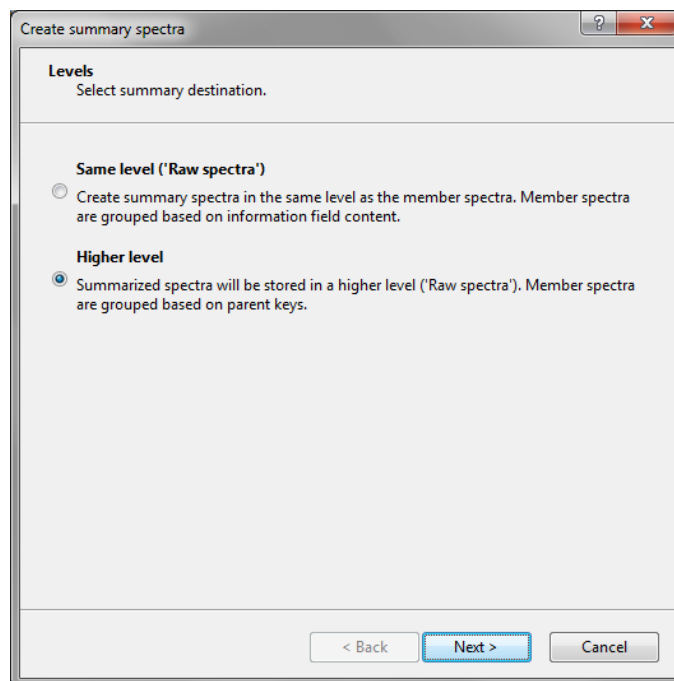 Create summary spectra
?
Levels
Select summary destination.
Same level ('Raw spectra')
Create summary spectra in the same level as the member spectra. Member spectra
are grouped based on information field content.
Higher level
Summarized spectra will be stored in a higher level ('Raw spectra'). Member spectra
are grouped based on parent keys.
< Back Next > Cancel